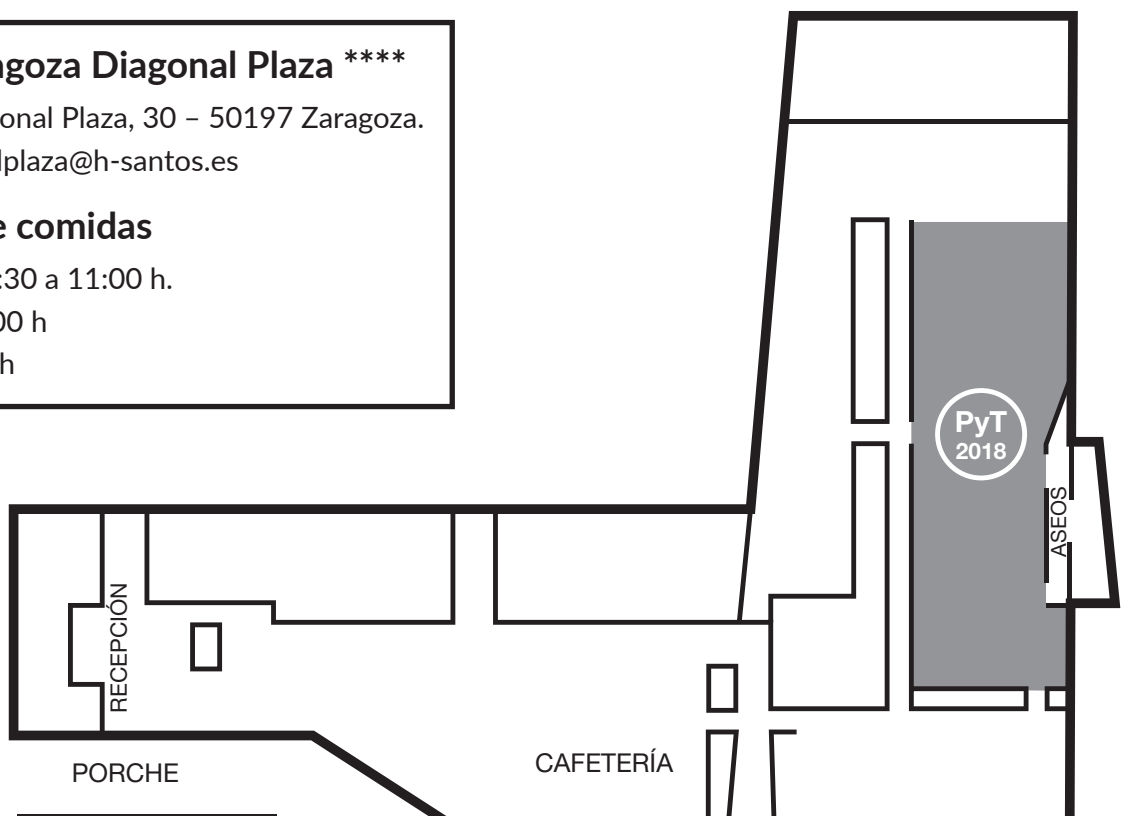 ngoza Diagonal Plaza ****
onal Plaza, 30 – 50197 Zaragoza.
lplaza@h-santos.es
e comidas
:30 a 11:00 h.
00 h
h
PyT
2018
ASEOS
RECEPCIÓN
PORCHE
CAFETERÍA